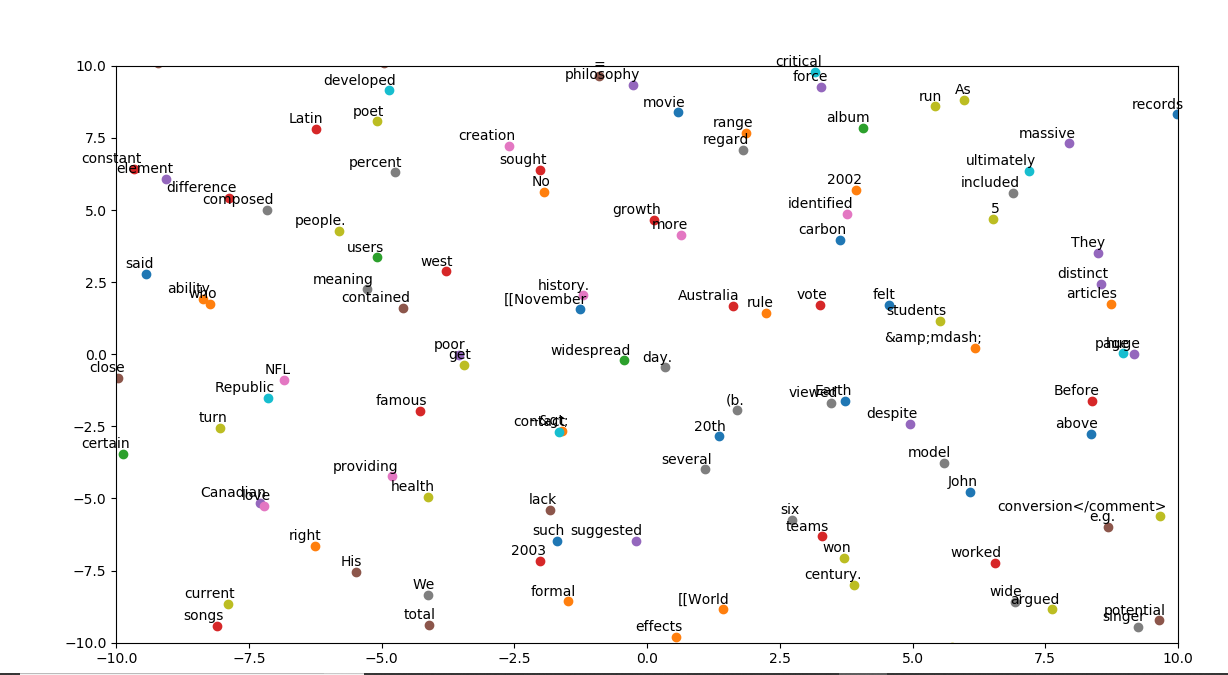 critical
=
philosophy
force
10.0
developed
movie
run
As
records
Latin
poet
range
album
massive
7.5
creation
regard
constant
element
percent
sought
ultimately
difference
composed
No
2002
included
5.0
people.
growth
more
identified
5
users
carbon
They
said
west
meaning
distinct
2.5
ability
who
contained
history.
[[November
Australia
rule
vote
felt
students
articles
&amp;mdash;
0.0
poor
get
widespread
day.
page
huge
close
NFL
Republic
famous
(b.
viewed
Earth
Before
−2.5
turn
contact
20th
despite
above
certain
several
model
providing
health
John
−5.0
Canadian
love
lack
six
conversion</comment>
e.g.
right
such
suggested
teams
His
2003
won
worked
−7.5
century.
current
We
formal
[[World
wide
argued
songs
total
effects
potential
singer
−10.0
−10.0 −7.5 −5.0 −2.5 0.0 2.5 5.0 7.5 10.0